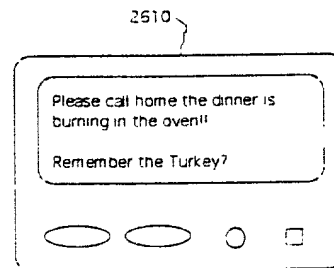 2610
Please call home the dinner is
burning in the oven!!
Remember the Turkey?